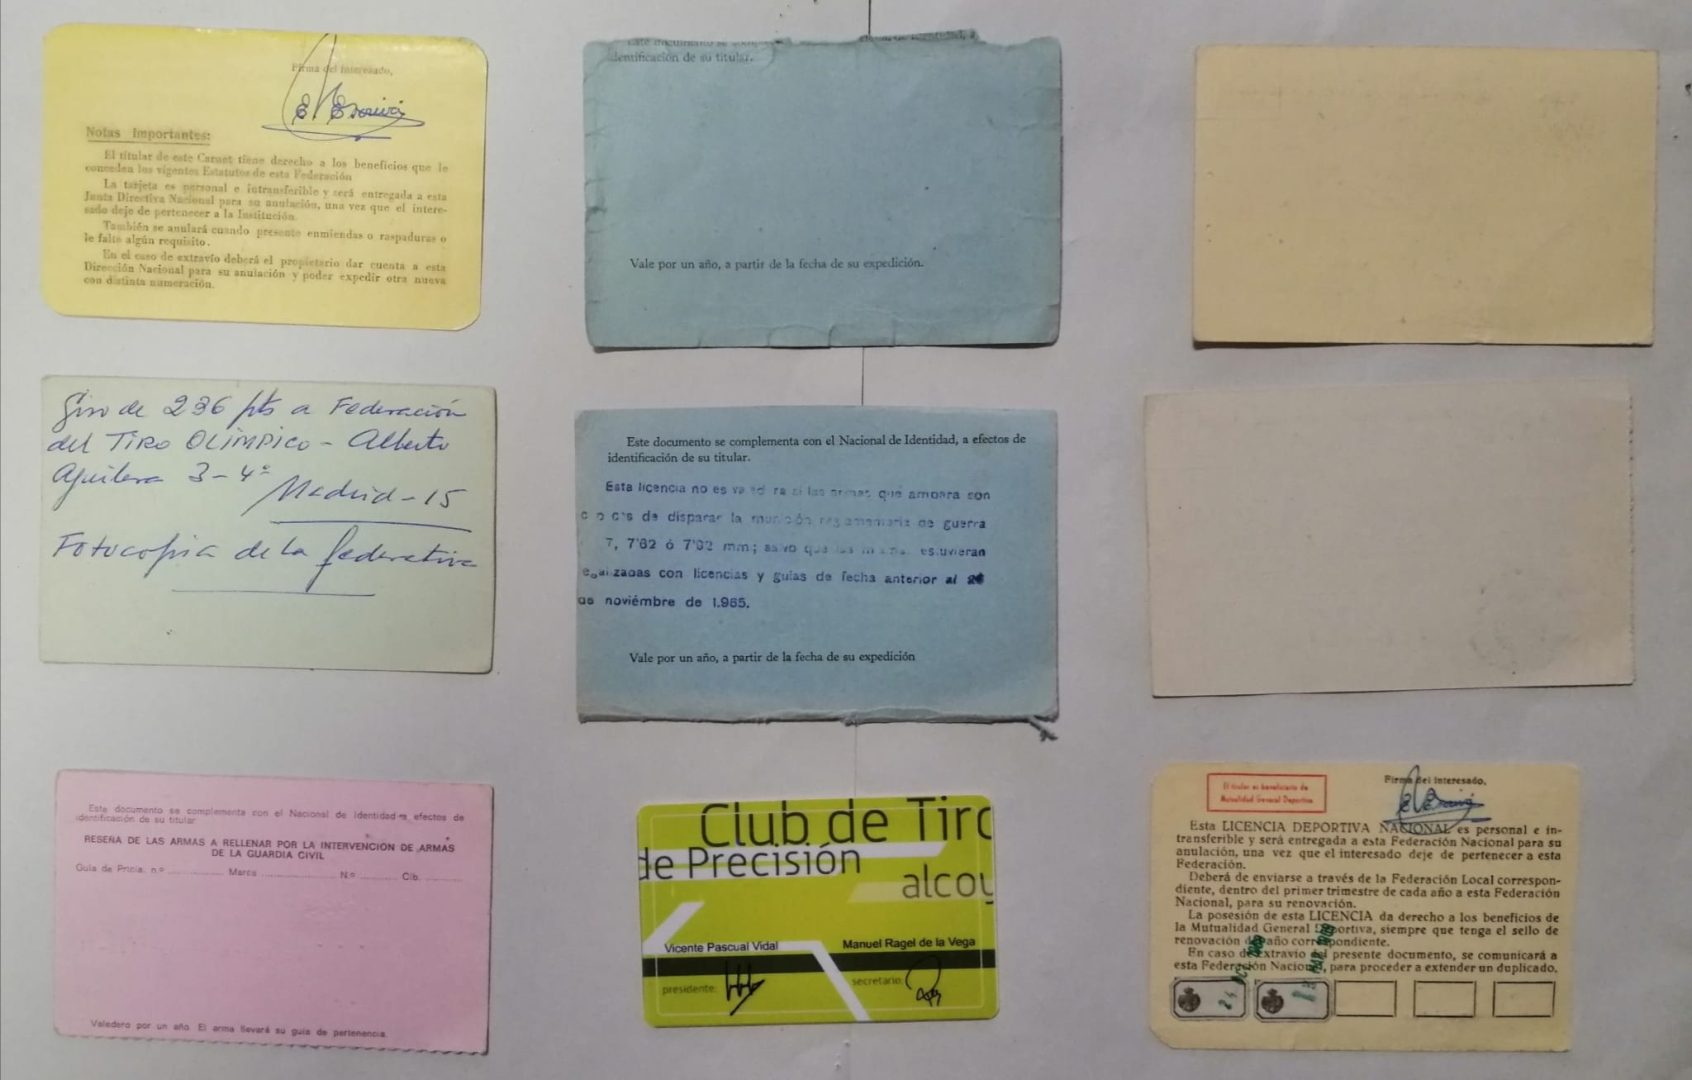 Firma del interesado,
Notas Importantes:
El titular de este Carnet tiene derecho a los beneficios que le
conceden los vigentes Estatutos de esta Federación
La tarjeta es personal e intransferible y será entregada a esta
Junta Directiva Nacional para su anulación, una vez que el intere-
sado deje de pertenecer a la Institución.
También se anulará cuando presente enmiendas o raspaduras o
le falte algún requisito.
En el caso de extravío deberá el propietario dar cuenta a esta
Dirección Nacional para su anulación y poder expedir otra nueva
con distinta numeración.
Este documento se
identificación de su titular.
Vale por un año, a partir de la fecha de su expedición.
Giro de 236 pts a Federación
del TIRO OLIMPICO - Alberto
Aguilera 3-4º
Madrid-15
Fotocopia de la federativa
Este documento se complementa con el Nacional de Identidad, a efectos de
identificación de su titular.
Esta licencia no es si las armas que ampara son
de disparar la munición de guerra
7, 7'62 ó 7'92 mm; salvo que estuvieran
con licencias y guías de fecha anterior al
de noviémbre de 1.965.
Vale por un año, a partir de la fecha de su expedición
Este documento se complementa con el Nacional de Identidad a efectos de
identificación de su titular
RESEÑA DE LAS ARMAS A RELLENAR POR LA INTERVENCIÓN DE ARMAS
DE LA GUARDIA CIVIL
Guía de Prtcia. n.º ............ Marca .................. N.º ......... Cib. .........
Valedero por un año El arma llevará su guía de pertenencia.
Club de Tiro
de Precisión
alcoy
Vicente Pascual Vidal
Manuel Ragel de la Vega
presidente:
secretario:
El titular es beneficiario de
Mutualidad General Deportiva
Firma del interesado,
Esta LICENCIA DEPORTIVA NACIONAL es personal e in-
transferible y será entregada a esta Federación Nacional para su
anulación, una vez que el interesado deje de pertenecer a esta
Federación.
Deberá de enviarse a través de la Federación Local correspon-
diente, dentro del primer trimestre de cada año a esta Federación
Nacional, para su renovación.
La posesión de esta LICENCIA da derecho a los beneficios de
la Mutualidad General Deportiva, siempre que tenga el sello de
renovación del año correspondiente.
En caso de extravío del presente documento, se comunicará a
esta Federación Nacional, para proceder a extender un duplicado.